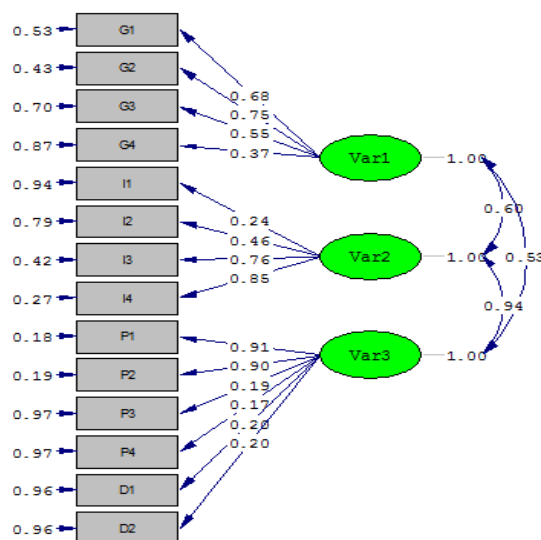 0.53 G1
0.43 G2
0.70 G3
0.87 G4
0.94 I1
0.79 I2
0.42 I3
0.27 I4
0.18 P1
0.19 P2
0.97 P3
0.97 P4
0.96 D1
0.96 D2
0.68
0.75
0.55
0.37
0.24
0.46
0.76
0.85
0.91
0.90
0.19
0.17
0.20
0.20
Var1 1.00
Var2 1.00
Var3 1.00
0.60
0.53
0.94